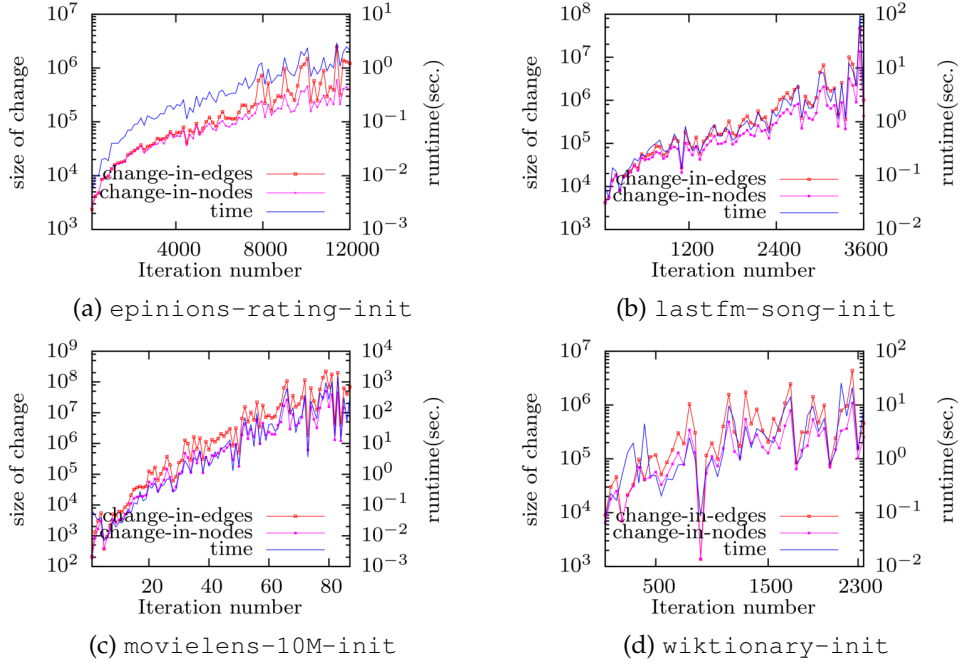 size of change
10^6
10^5
10^4
10^3
10^1
10^0
10^-1
10^-2
10^-3
runtime(sec.)
change-in-edges
change-in-nodes
time
4000 8000 12000
Iteration number
(a) epinions-rating-init
size of change
10^8
10^7
10^6
10^5
10^4
10^3
10^2
10^1
10^0
10^-1
10^-2
runtime(sec.)
change-in-edges
change-in-nodes
time
1200 2400 3600
Iteration number
(b) lastfm-song-init
size of change
10^9
10^8
10^7
10^6
10^5
10^4
10^3
10^2
10^4
10^3
10^2
10^1
10^0
10^-1
10^-2
10^-3
runtime(sec.)
change-in-edges
change-in-nodes
time
20 40 60 80
Iteration number
(c) movielens-10M-init
size of change
10^7
10^6
10^5
10^4
10^3
10^2
10^1
10^0
10^-1
10^-2
runtime(sec.)
change-in-edges
change-in-nodes
time
500 1500 2300
Iteration number
(d) wiktionary-init